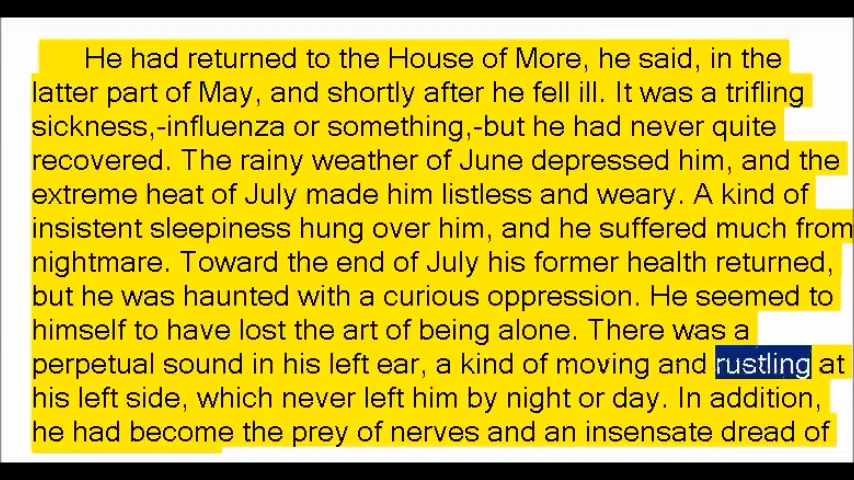 He had returned to the House of More, he said, in the
latter part of May, and shortly after he fell ill. It was a trifling
sickness,-influenza or something,-but he had never quite
recovered. The rainy weather of June depressed him, and the
extreme heat of July made him listless and weary. A kind of
insistent sleepiness hung over him, and he suffered much from
nightmare. Toward the end of July his former health returned,
but he was haunted with a curious oppression. He seemed to
himself to have lost the art of being alone. There was a
perpetual sound in his left ear, a kind of moving and rustling at
his left side, which never left him by night or day. In addition,
he had become the prey of nerves and an insensate dread of